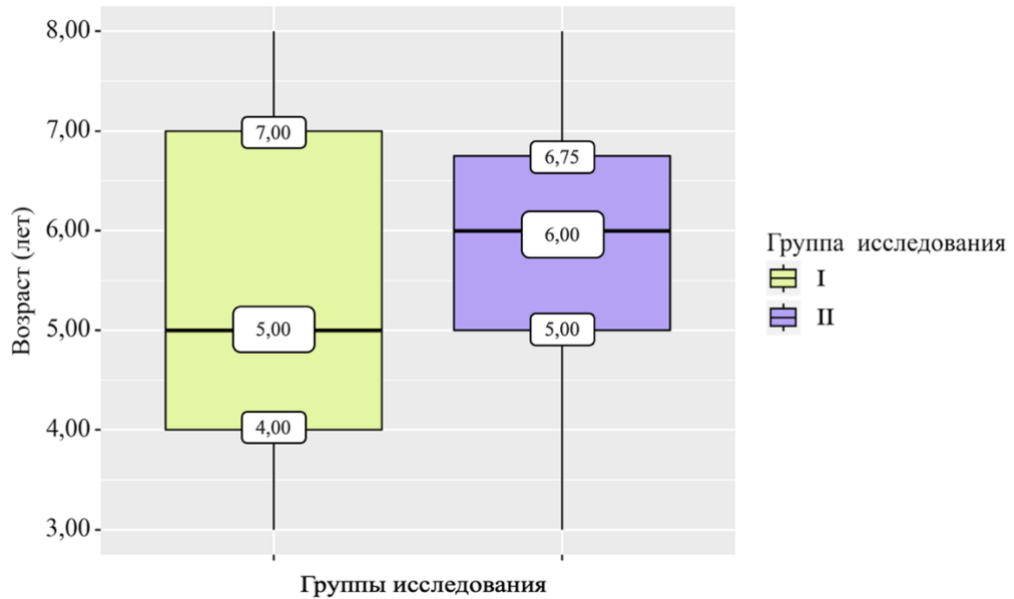 8,00
7,00
6,00
5,00
4,00
3,00
Возраст (лет)
7,00
5,00
4,00
6,75
6,00
5,00
Группы исследования
Группа исследования
I
II